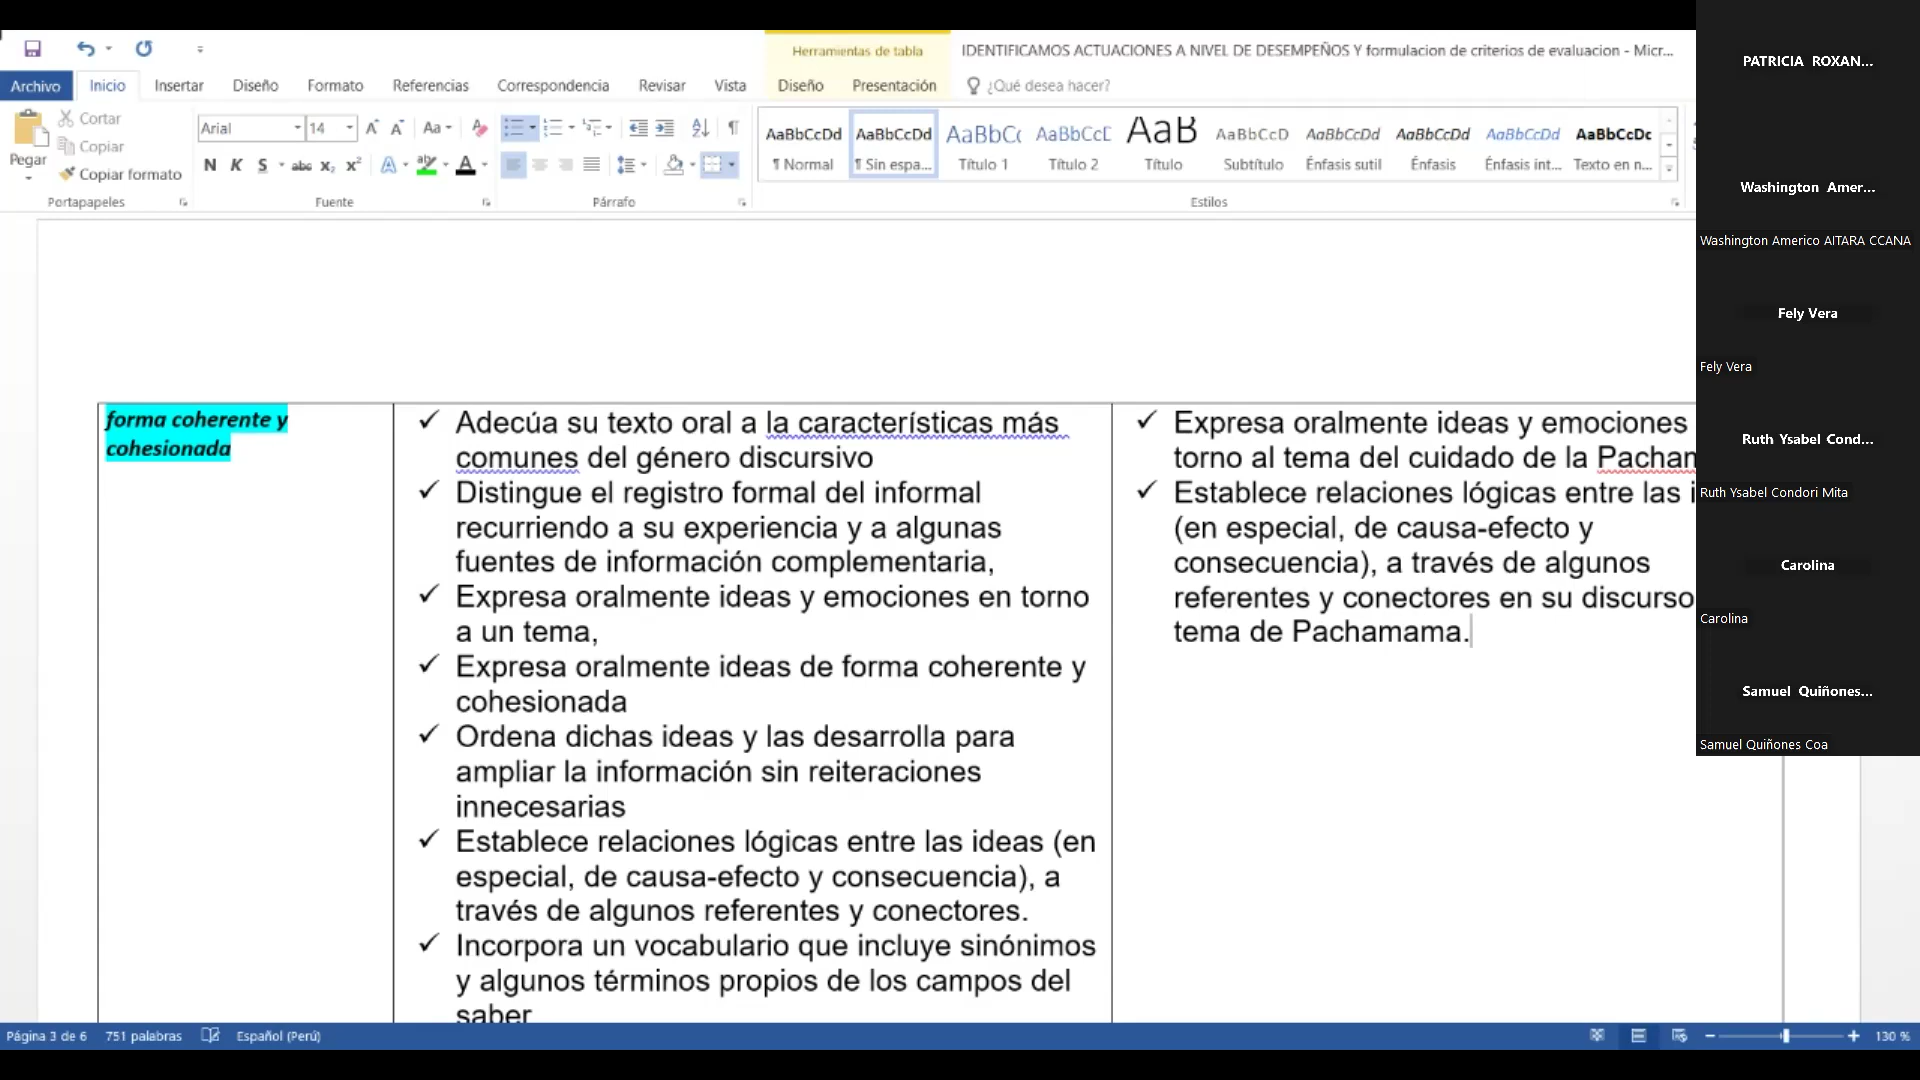 Herramientas de tabla
IDENTIFICAMOS ACTUACIONES A NIVEL DE DESEMPEÑOS Y formulacion de criterios de evaluacion - Micr...
Archivo Inicio Insertar Diseño Formato Referencias Correspondencia Revisar Vista Diseño Presentación ¿Qué desea hacer?
Pegar
Cortar
Copiar
Copiar formato
Portapapeles
Arial 14
Aa
N K S abc x₂ x² A aby A
Fuente
Párrafo
AaBbCcDd AaBbCcDd AaBbC AaBbCcC AaB AaBbCcD AaBbCcDd AaBbCcDd AaBbCcDd AaBbCcDc
¶ Normal ¶ Sin espa... Título 1 Título 2 Título Subtítulo Énfasis sutil Énfasis Énfasis int... Texto en n...
Estilos
forma coherente y
cohesionada
✓ Adecúa su texto oral a la características más
comunes del género discursivo
✓ Distingue el registro formal del informal
recurriendo a su experiencia y a algunas
fuentes de información complementaria,
✓ Expresa oralmente ideas y emociones en torno
a un tema,
✓ Expresa oralmente ideas de forma coherente y
cohesionada
✓ Ordena dichas ideas y las desarrolla para
ampliar la información sin reiteraciones
innecesarias
✓ Establece relaciones lógicas entre las ideas (en
especial, de causa-efecto y consecuencia), a
través de algunos referentes y conectores.
✓ Incorpora un vocabulario que incluye sinónimos
y algunos términos propios de los campos del
saber
✓ Expresa oralmente ideas y emociones
torno al tema del cuidado de la Pacham
✓ Establece relaciones lógicas entre las i
(en especial, de causa-efecto y
consecuencia), a través de algunos
referentes y conectores en su discurso
tema de Pachamama.
PATRICIA ROXAN...
Washington Amer...
Washington Americo AITARA CCANA
Fely Vera
Fely Vera
Ruth Ysabel Cond...
Ruth Ysabel Condori Mita
Carolina
Carolina
Samuel Quiñones...
Samuel Quiñones Coa
Página 3 de 6 751 palabras Español (Perú) 130 %